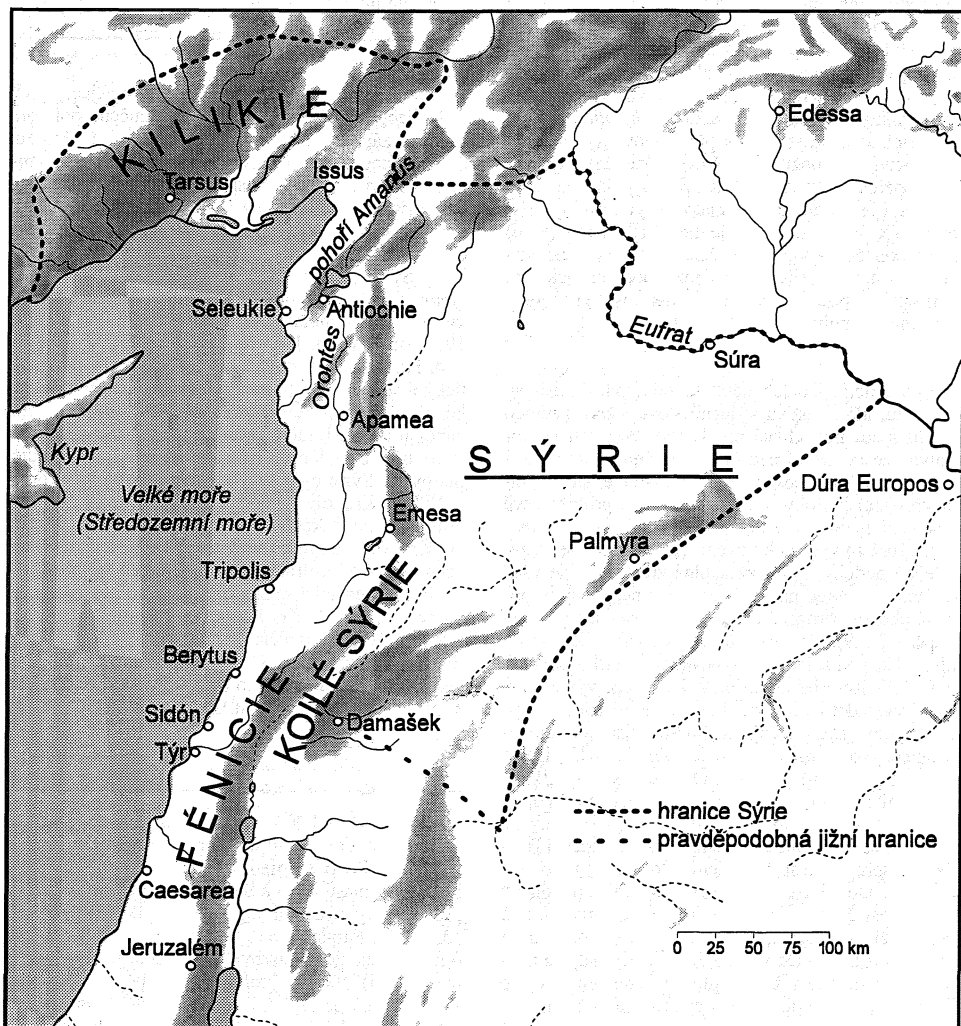 KILIKIE
Edessa
Issus
Tarsus
pohoří Amanus
Seleukie
Antiochie
Eufrat
Súra
Orontes
Apamea
Kypr
SÝRIE
Velké moře
(Středozemní moře)
Dúra Europos
Emesa
Palmyra
Tripolis
KOILÉ SÝRIE
Berytus
FÉNICIE
Sidón
Damašek
Týr
hranice Sýrie
pravděpodobná jižní hranice
Caesarea
Jeruzalém
0 25 50 75 100 km